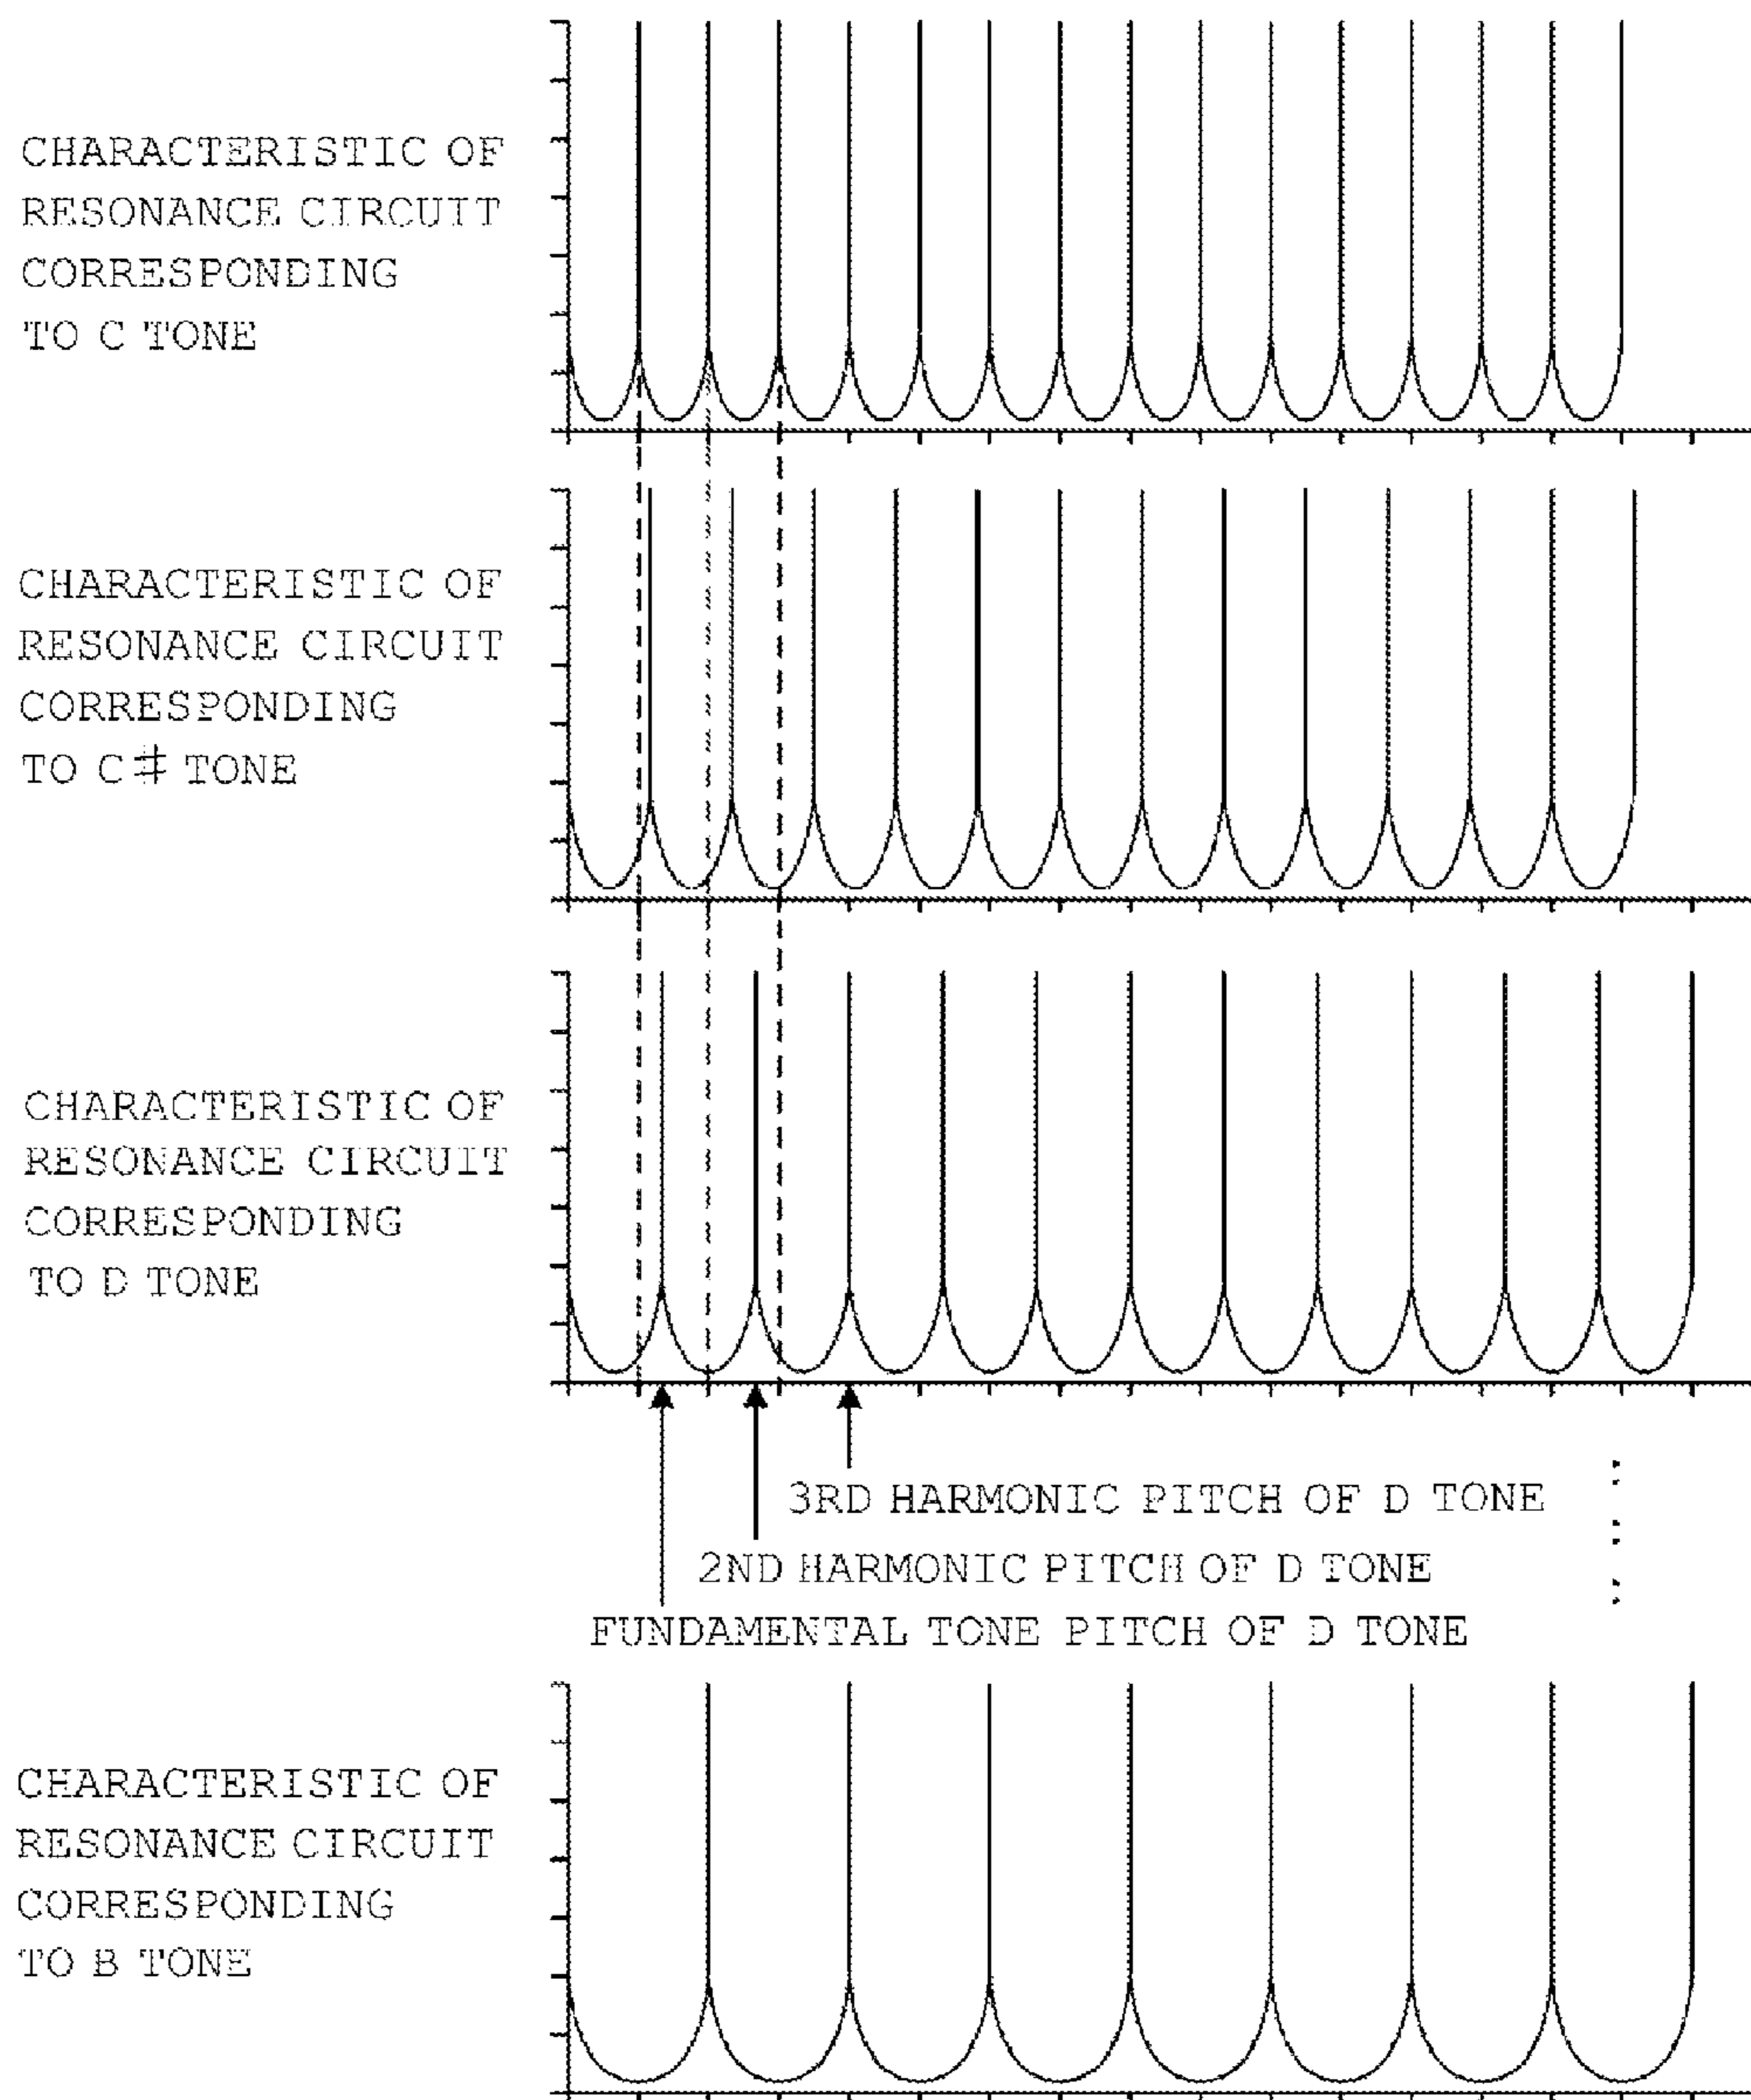 CHARACTERISTIC OF
RESONANCE CIRCUIT
CORRESPONDING
TO C TONE
CHARACTERISTIC OF
RESONANCE CIRCUIT
CORRESPONDING
TO C# TONE
CHARACTERISTIC OF
RESONANCE CIRCUIT
CORRESPONDING
TO D TONE
3RD HARMONIC PITCH OF D TONE
2ND HARMONIC PITCH OF D TONE
FUNDAMENTAL TONE PITCH OF D TONE
CHARACTERISTIC OF
RESONANCE CIRCUIT
CORRESPONDING
TO B TONE